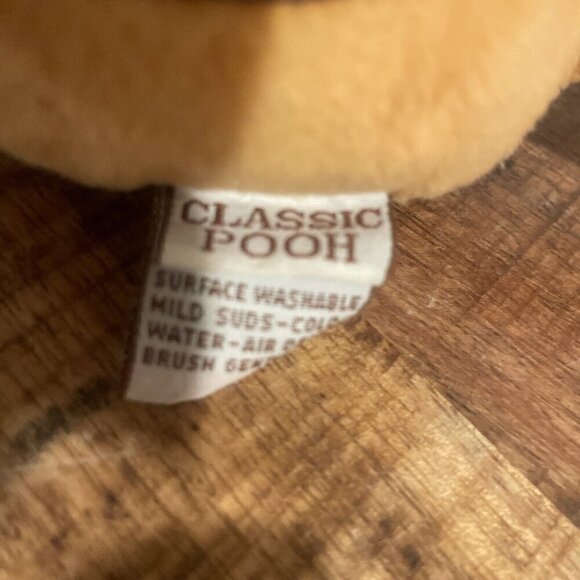 CLASSIC
POOH
SURFACE WASHABLE
MILD SUDS-
WATER-AIR
BRUSH